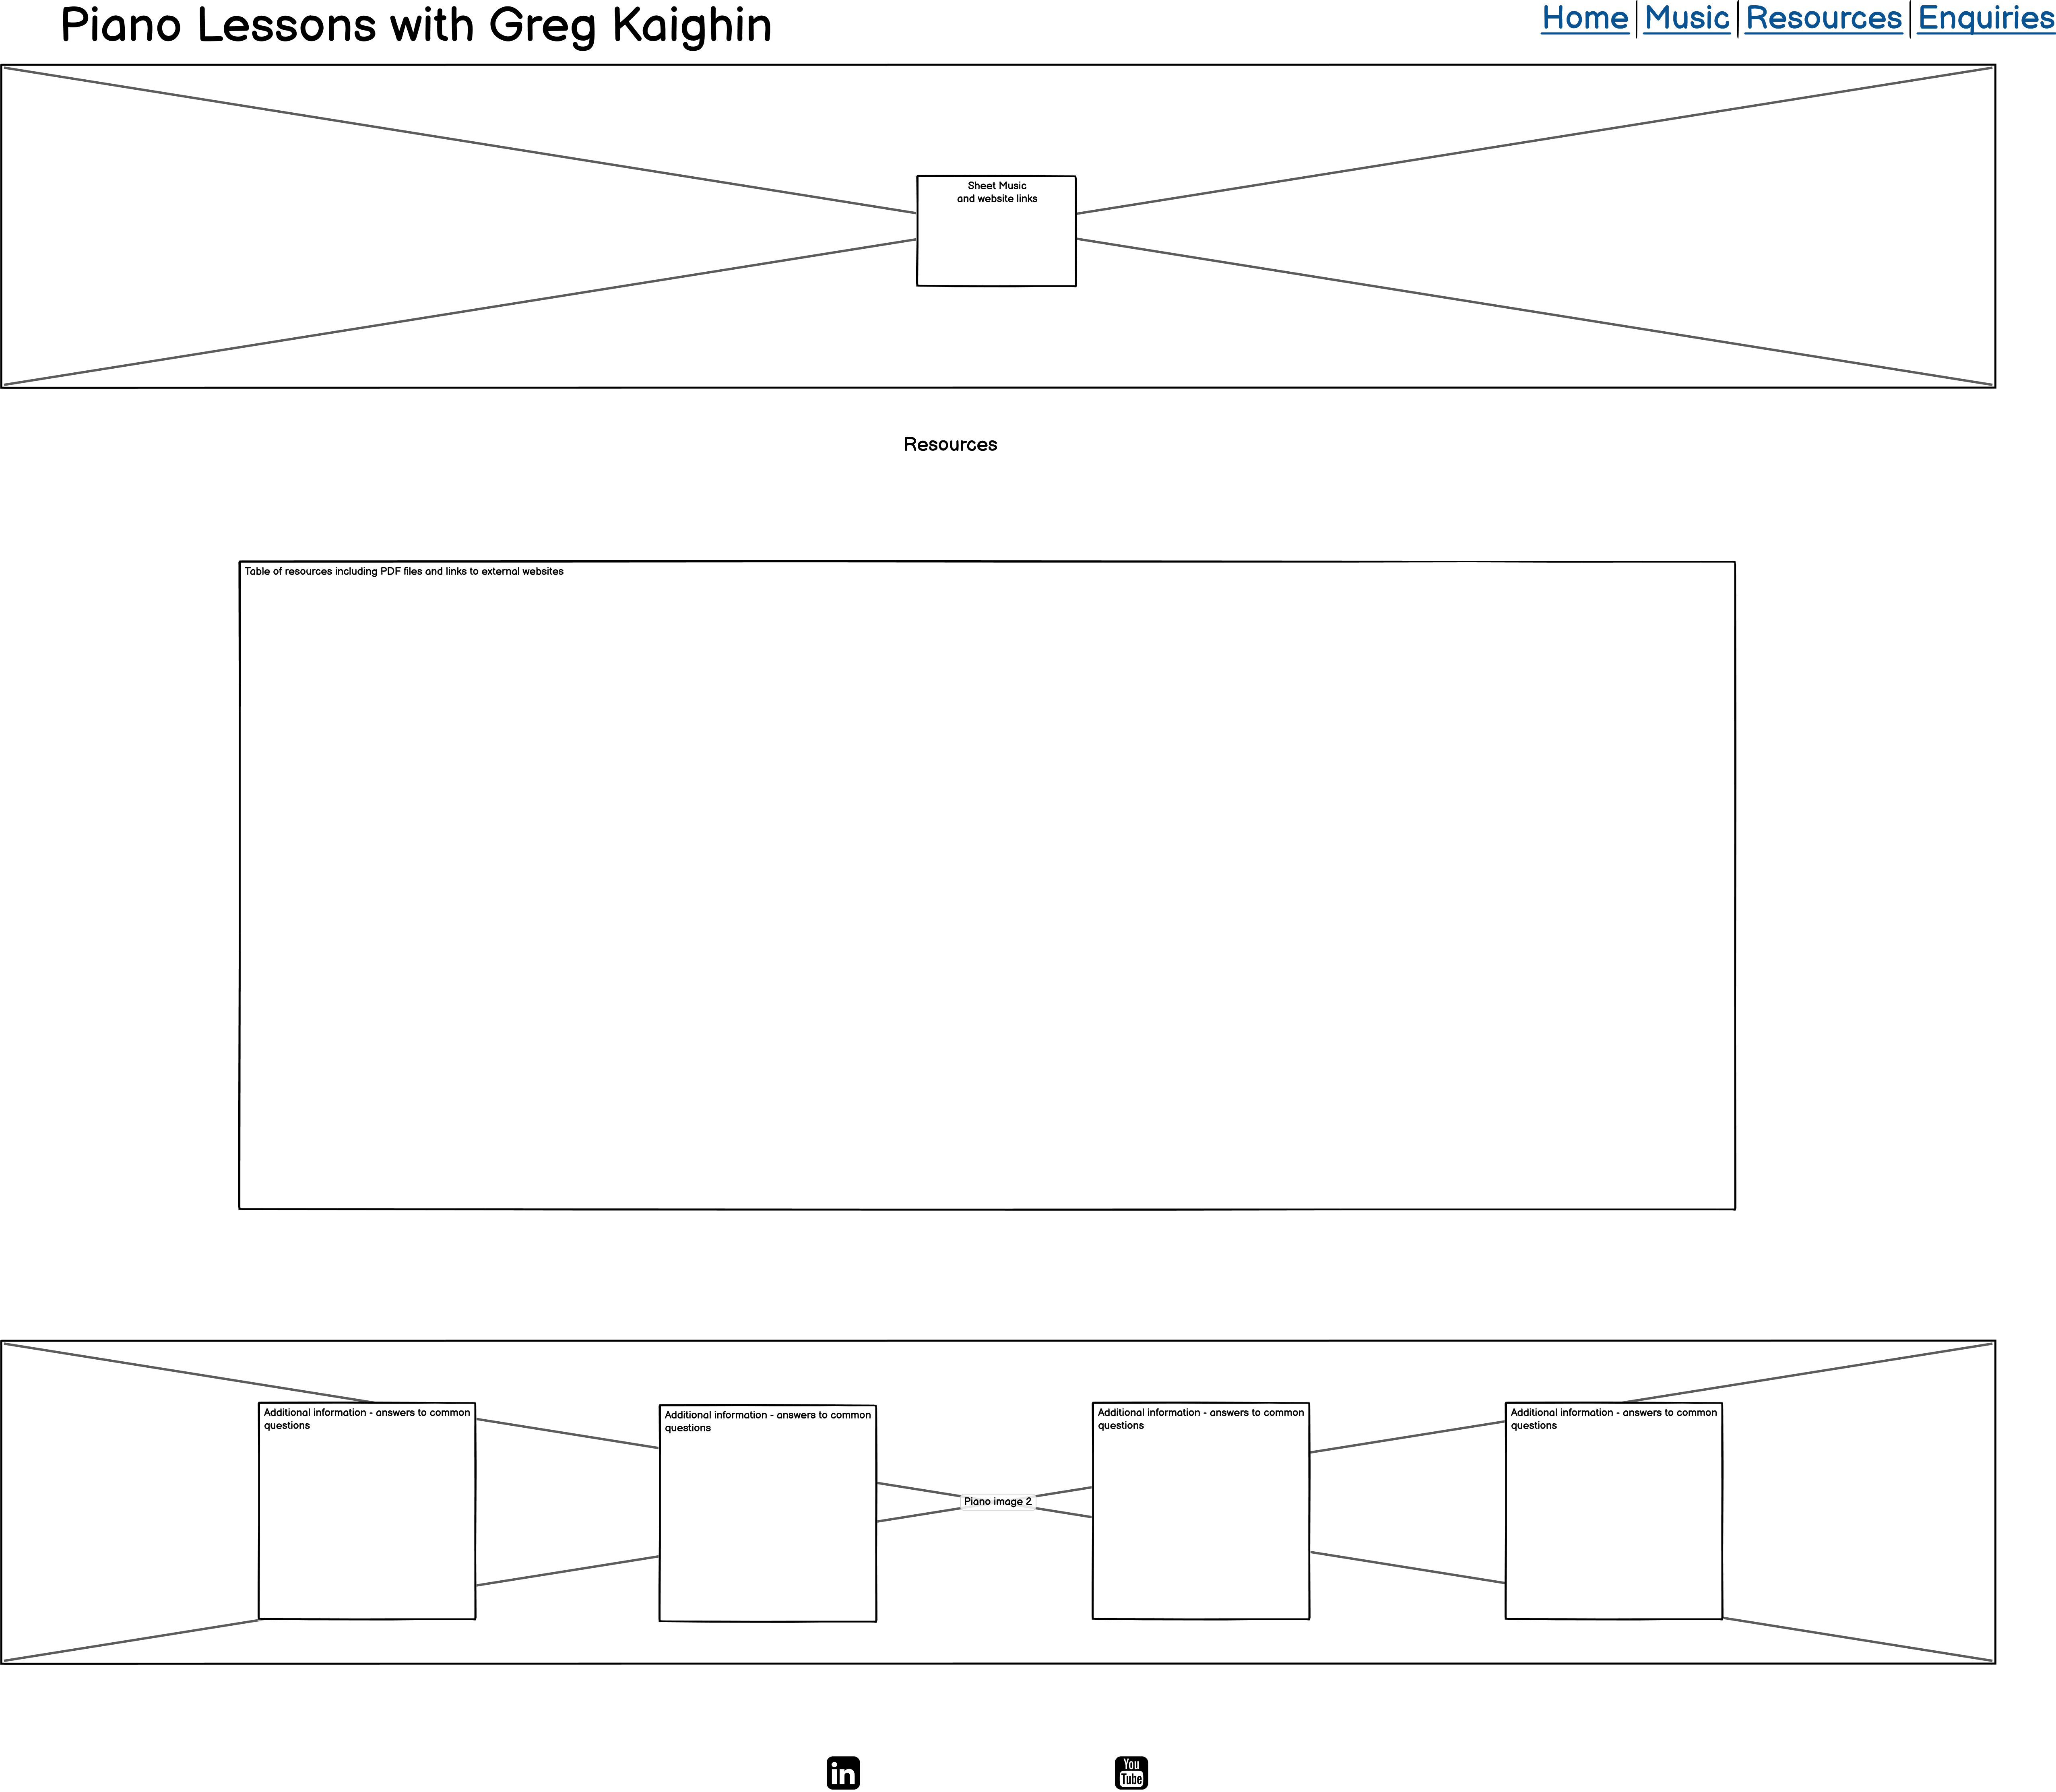 Piano Lessons with Greg Kaighin
Home Music Resources Enquiries
Sheet Music
and website links
Resources
Table of resources including PDF files and links to external websites
Additional information - answers to common
questions
Additional information - answers to common
questions
Piano image 2
Additional information - answers to common
questions
Additional information - answers to common
questions
in
You
Tube